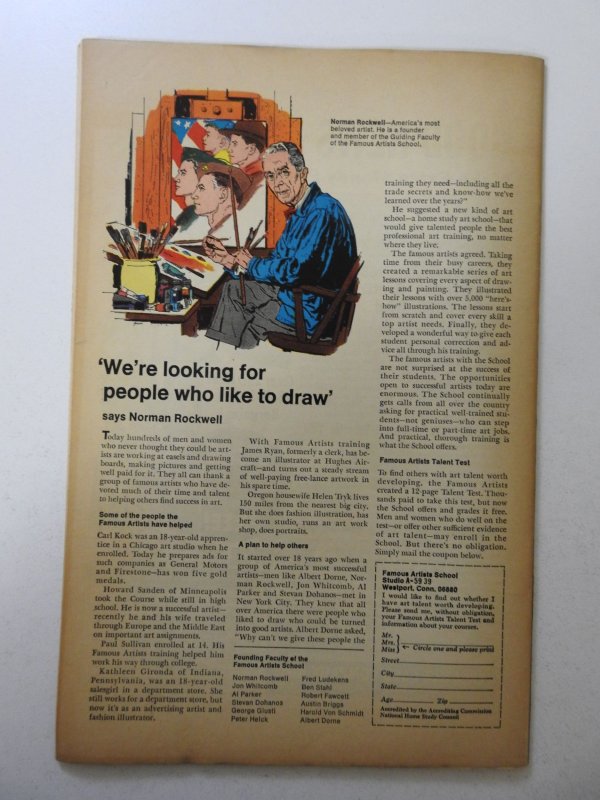 Norman Rockwell—America's most
beloved artist. He is a founder
and member of the Guiding Faculty
of the Famous Artists School.
'We're looking for
people who like to draw'
says Norman Rockwell
Today hundreds of men and women
who never thought they could be art-
ists are working at easels and drawing
boards, making pictures and getting
well paid for it. They all can thank a
group of famous artists who have de-
voted much of their time and talent
to helping others find success in art.
Some of the people the
Famous Artists have helped
Carl Kock was an 18-year-old appren-
tice in a Chicago art studio when he
enrolled. Today he prepares ads for
such companies as General Motors
and Firestone—has won five gold
medals.
Howard Sanden of Minneapolis
took the Course while still in high
school. He is now a successful artist—
recently he and his wife traveled
through Europe and the Middle East
on important art assignments.
Paul Sullivan enrolled at 14. His
Famous Artists training helped him
work his way through college.
Kathleen Gironda of Indiana,
Pennsylvania, was an 18-year-old
salesgirl in a department store. She
still works for a department store, but
now it's as an advertising artist and
fashion illustrator.
With Famous Artists training
James Ryan, formerly a clerk, has be-
come an illustrator at Hughes Air-
craft—and turns out a steady stream
of well-paying free-lance artwork in
his spare time.
Oregon housewife Helen Tryk lives
150 miles from the nearest big city.
But she does fashion illustration, has
her own studio, runs an art work
shop, does portraits.
A plan to help others
It started over 18 years ago when a
group of America's most successful
artists—men like Albert Dorne, Nor-
man Rockwell, Jon Whitcomb, Al
Parker and Stevan Dohanos—met in
New York City. They knew that all
over America there were people who
liked to draw who could be turned
into good artists. Albert Dorne asked,
"Why can't we give these people the
Founding Faculty of the
Famous Artists School
Norman Rockwell
Jon Whitcomb
Al Parker
Stevan Dohanos
George Giusti
Peter Helck
Fred Ludekens
Ben Stahl
Robert Fawcett
Austin Briggs
Harold Von Schmidt
Albert Dorne
training they need—including all the
trade secrets and know-how we've
learned over the years?"
He suggested a new kind of art
school—a home study art school—that
would give talented people the best
professional art training, no matter
where they live.
The famous artists agreed. Taking
time from their busy careers, they
created a remarkable series of art
lessons covering every aspect of draw-
ing and painting. They illustrated
their lessons with over 5,000 "here's-
how" illustrations. The lessons start
from scratch and cover every skill a
top artist needs. Finally, they de-
veloped a wonderful way to give each
student personal correction and ad-
vice all through his training.
The famous artists with the School
are not surprised at the success of
their students. The opportunities
open to successful artists today are
enormous. The School continually
gets calls from all over the country
asking for practical well-trained stu-
dents—not geniuses—who can step
into full-time or part-time art jobs.
And practical, thorough training is
what the School offers.
Famous Artists Talent Test
To find others with art talent worth
developing, the Famous Artists
created a 12-page Talent Test. Thou-
sands paid to take this test, but now
the School offers and grades it free.
Men and women who do well on the
test—or offer other sufficient evidence
of art talent—may enroll in the
School. But there's no obligation.
Simply mail the coupon below.
Famous Artists School
Studio A-5939
Westport, Conn. 06880
I would like to find out whether I
have art talent worth developing.
Please send me, without obligation,
your Famous Artists Talent Test and
information about your courses.
Mr.
Mrs. ← Circle one and please print
Miss
Street
City
State
Age Zip
Accredited by the Accrediting Commission
National Home Study Council